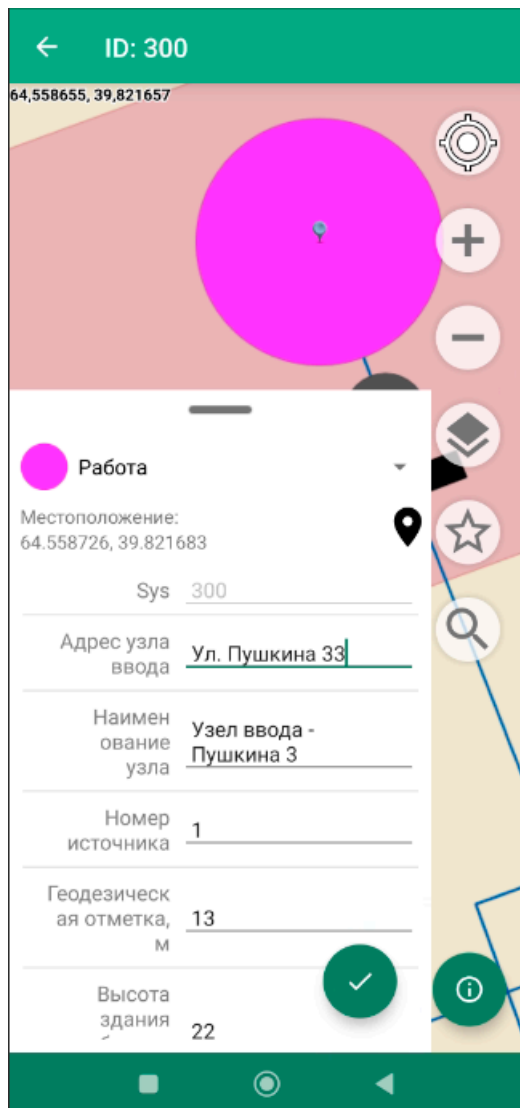 ID: 300
64,558655, 39,821657
Работа
Местоположение:
64.558726, 39.821683
Sys 300
Адрес узла
ввода
Ул. Пушкина 33
Наимен
ование
узла
Узел ввода -
Пушкина 3
Номер
источника
1
Геодезическ
ая отметка,
м
13
Высота
здания
22